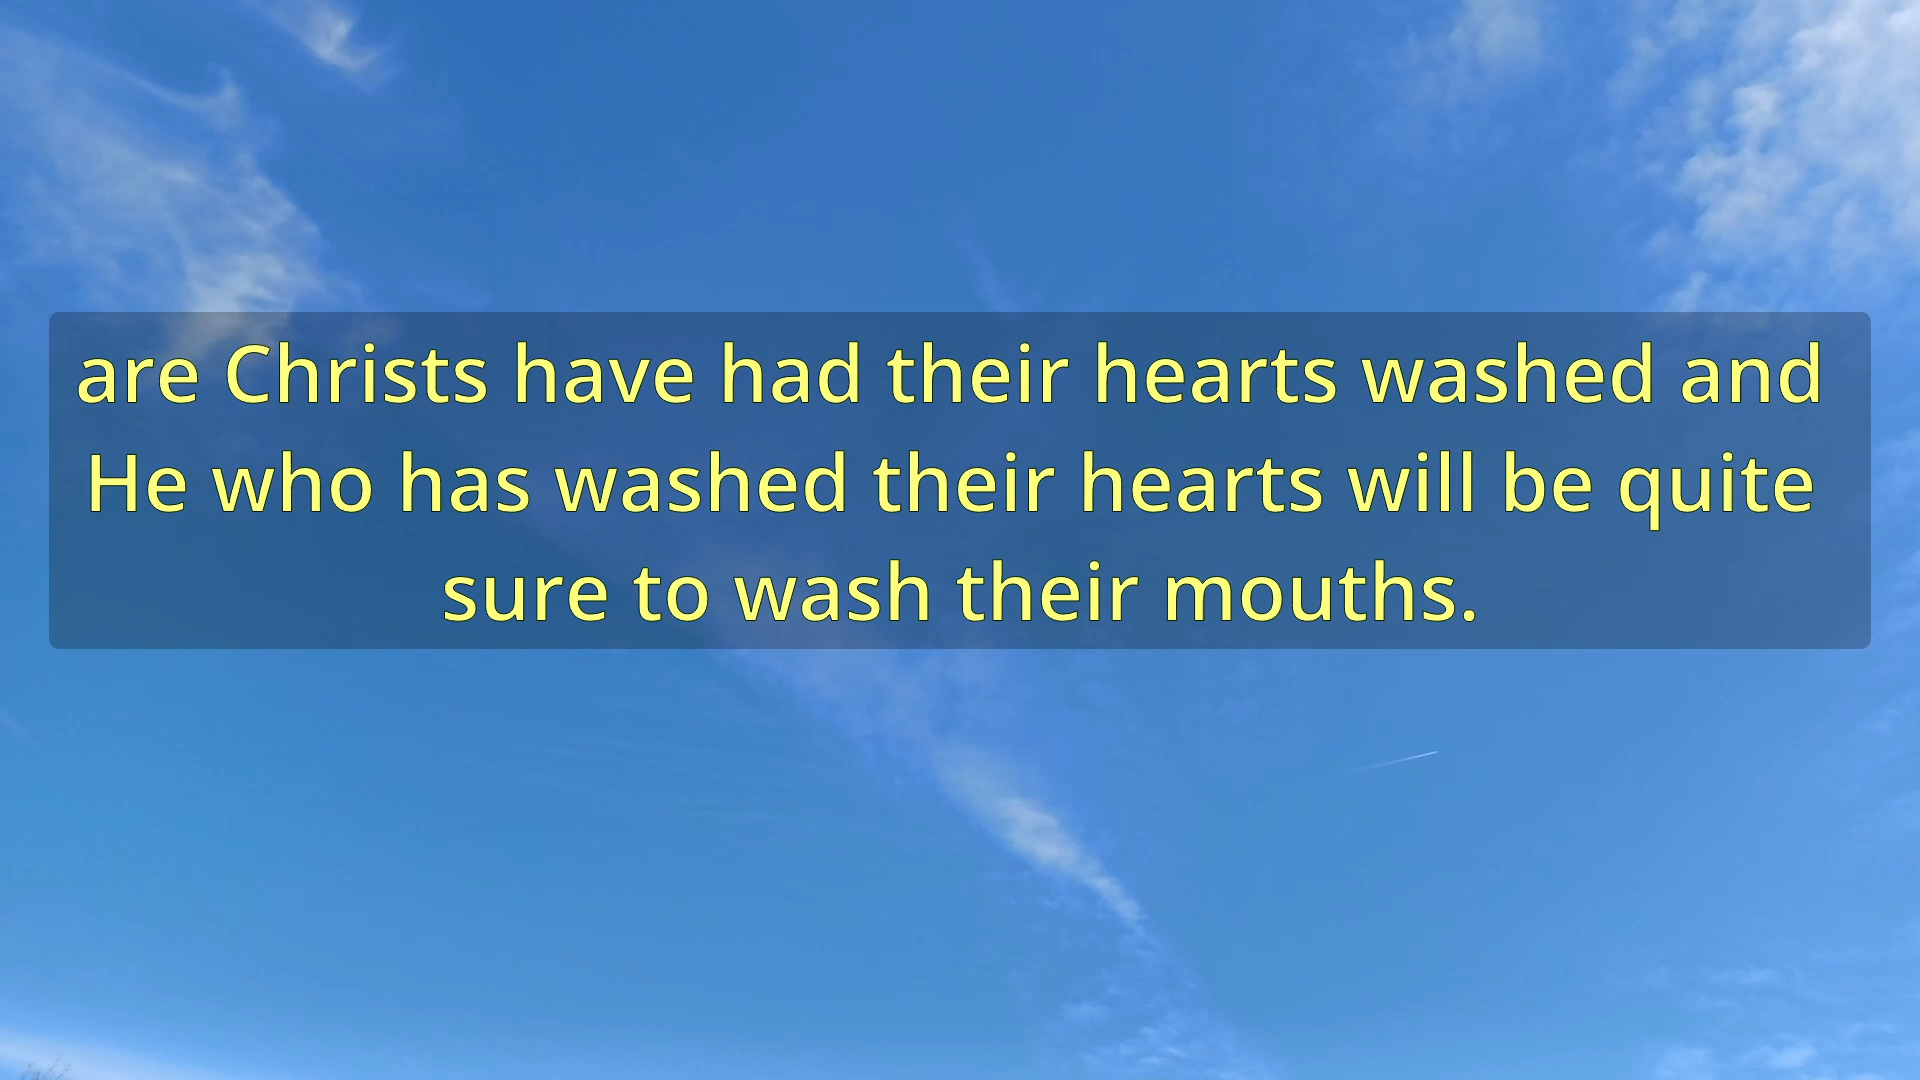 are Christs have had their hearts washed and
He who has washed their hearts will be quite
sure to wash their mouths.